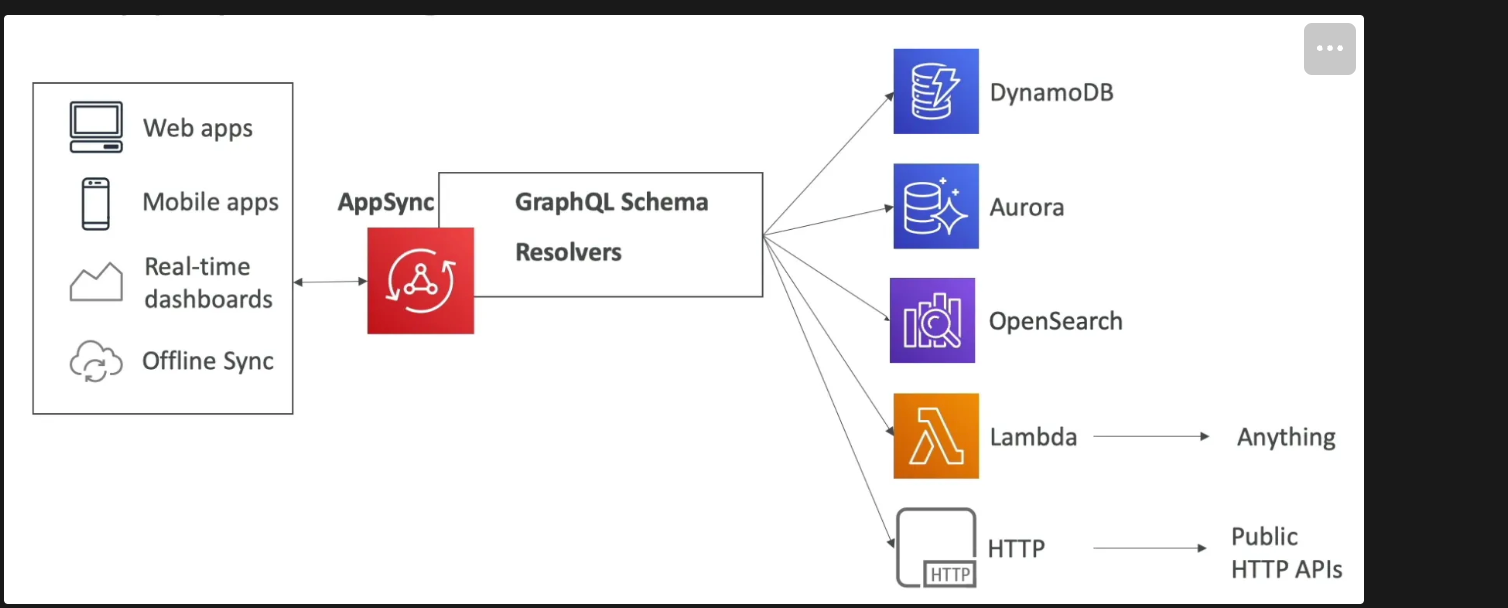 Web apps
Mobile apps
Real-time
dashboards
Offline Sync
AppSync
GraphQL Schema
Resolvers
DynamoDB
Aurora
OpenSearch
Lambda
Anything
HTTP
HTTP
Public
HTTP APIs